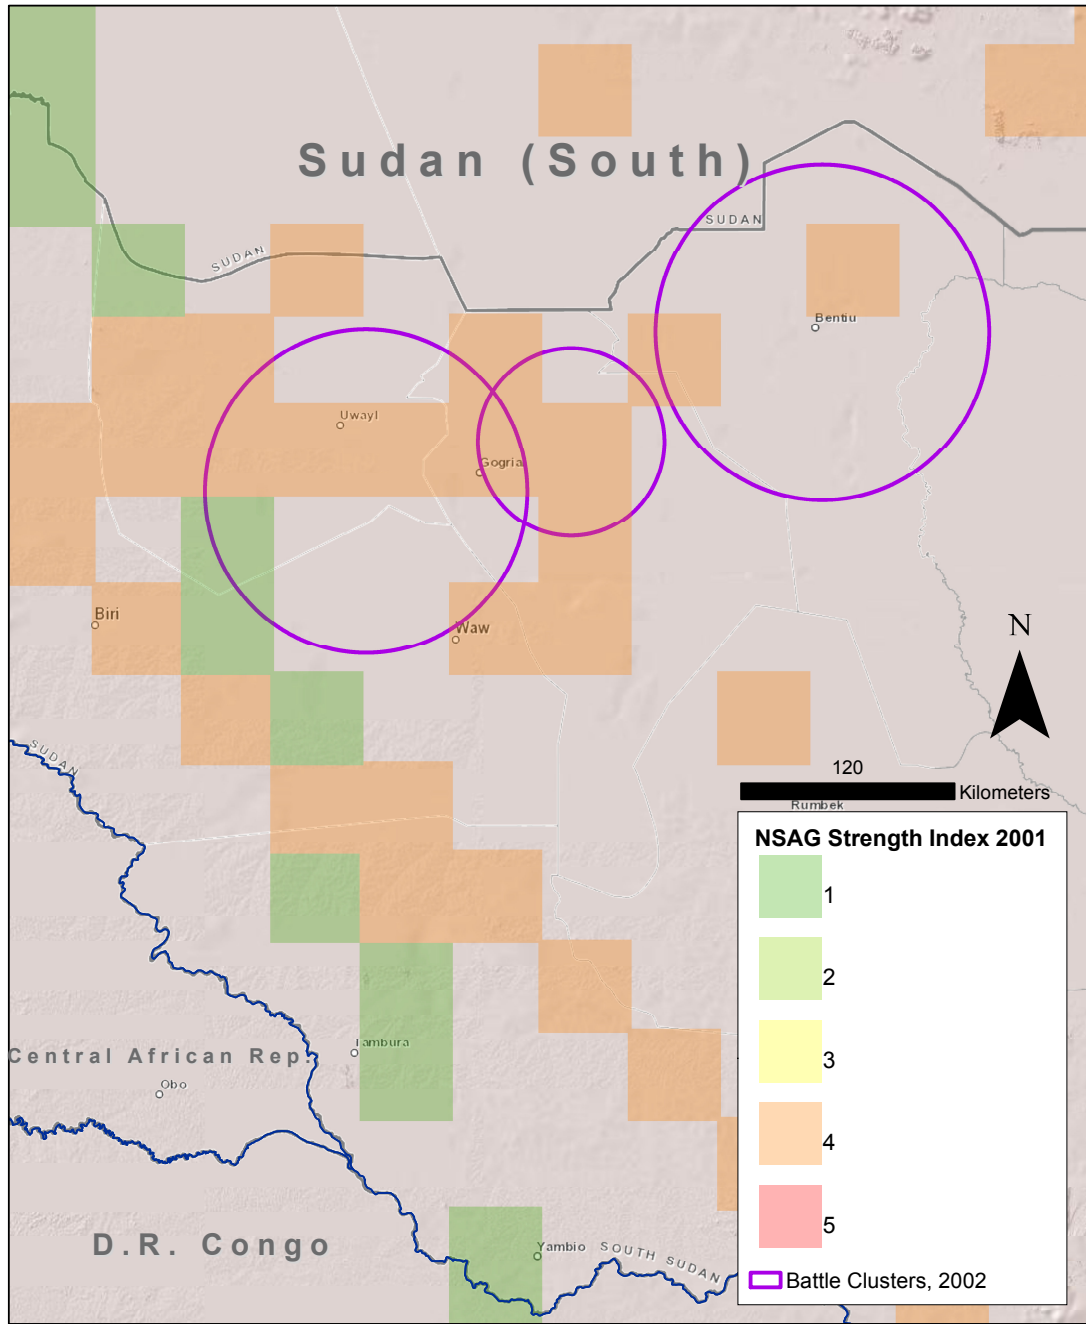 Sudan (South)
SUDAN
SUDAN
Bentiu
Uwayl
Gogria
Biri
Waw
N
SUDAN
120
Kilometers
Rumbek
NSAG Strength Index 2001
1
2
3
4
5
Battle Clusters, 2002
Tambura
Central African Rep.
Obo
D.R. Congo
Yambio
SOUTH SUDAN